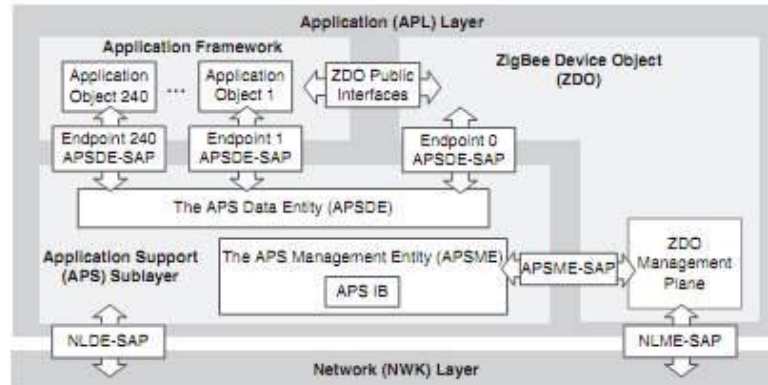 Application (APL) Layer
Application Framework
ZigBee Device Object
(ZDO)
Application
Object 240
...
Application
Object 1
ZDO Public
Interfaces
Endpoint 240
APSDE-SAP
Endpoint 1
APSDE-SAP
Endpoint 0
APSDE-SAP
The APS Data Entity (APSDE)
Application Support
(APS) Sublayer
The APS Management Entity (APSME)
APS IB
APSME-SAP
ZDO
Management
Plane
NLDE-SAP
NLME-SAP
Network (NWK) Layer